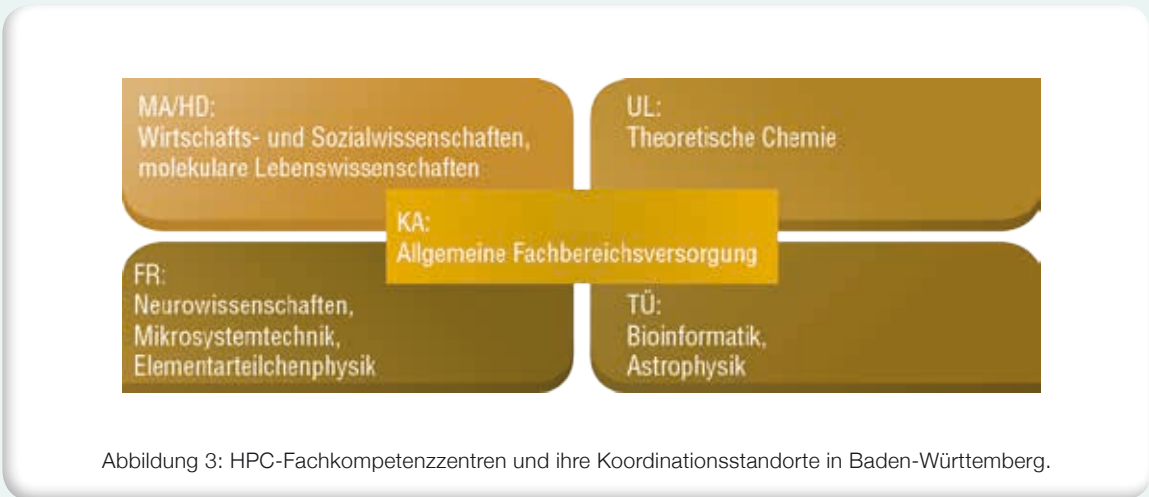 MA/HD:
Wirtschafts- und Sozialwissenschaften,
molekulare Lebenswissenschaften
UL:
Theoretische Chemie
KA:
Allgemeine Fachbereichsversorgung
FR:
Neurowissenschaften,
Mikrosystemtechnik,
Elementarteilchenphysik
TÜ:
Bioinformatik,
Astrophysik
Abbildung 3: HPC-Fachkompetenzzentren und ihre Koordinationsstandorte in Baden-Württemberg.